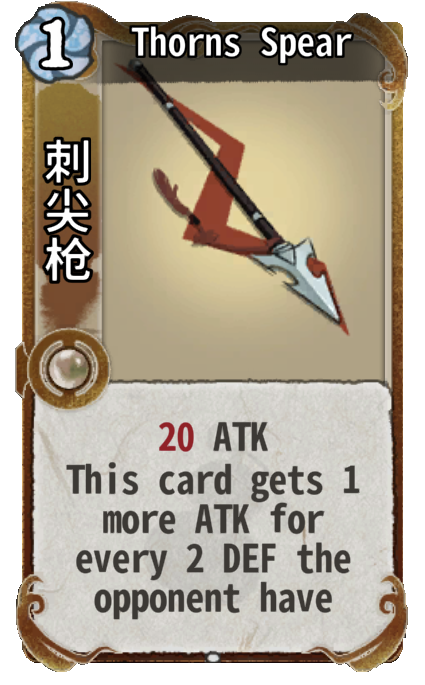 1
Thorns Spear
刺尖枪
20 ATK
This card gets 1
more ATK for
every 2 DEF the
opponent have